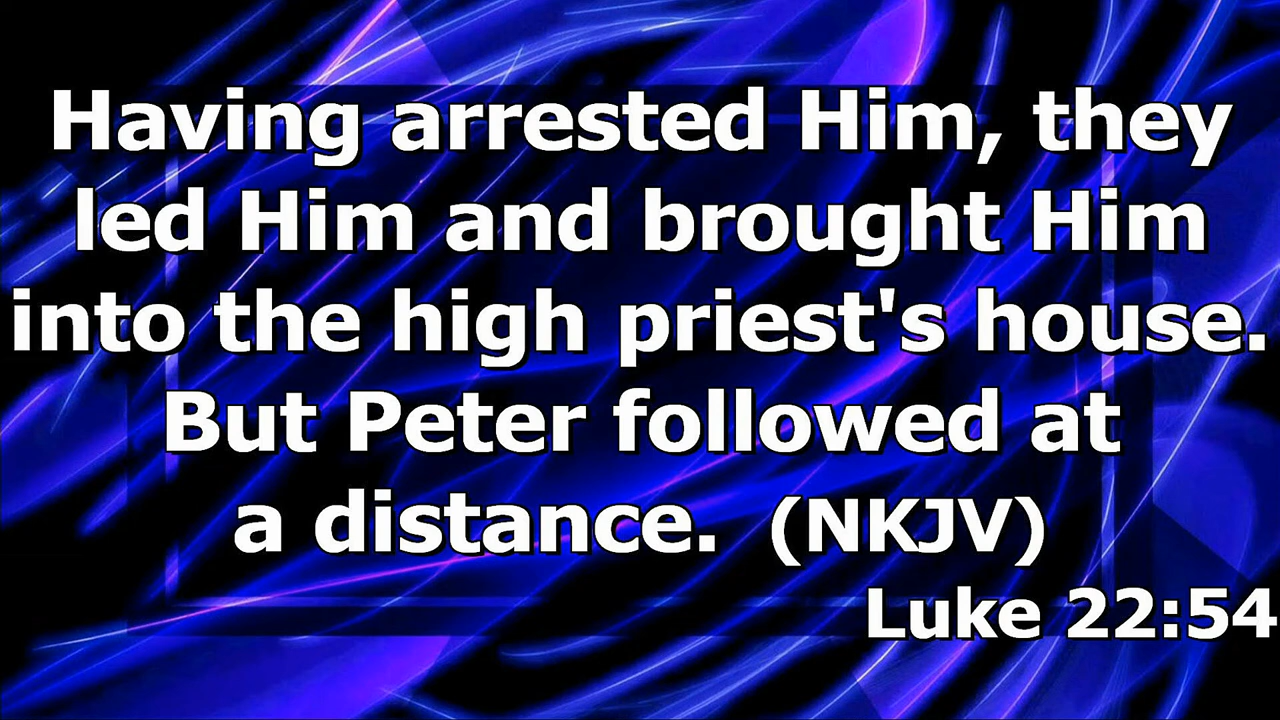 Having arrested Him, they
led Him and brought Him
into the high priest's house.
But Peter followed at
a distance. (NKJV)
Luke 22:54